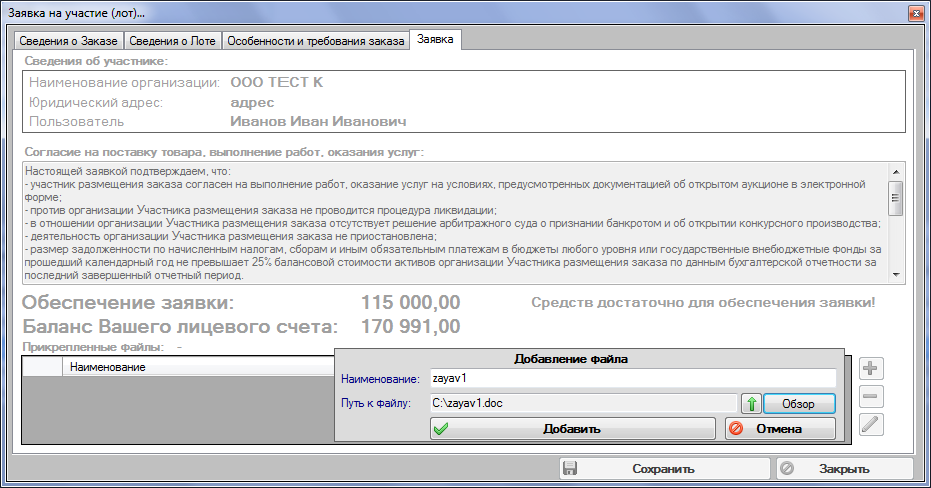 Заявка на участие (лот)...
Сведения о Заказе Сведения о Лоте Особенности и требования заказа Заявка
Сведения об участнике:
Наименование организации: ООО ТЕСТ К
Юридический адрес: адрес
Пользователь Иванов Иван Иванович
Согласие на поставку товара, выполнение работ, оказания услуг:
Настоящей заявкой подтверждаем, что:
- участник размещения заказа согласен на выполнение работ, оказание услуг на условиях, предусмотренных документацией об открытом аукционе в электронной
форме;
- против организации Участника размещения заказа не проводится процедура ликвидации;
- в отношении организации Участника размещения заказа отсутствует решение арбитражного суда о признании банкротом и об открытии конкурсного производства;
- деятельность организации Участника размещения заказа не приостановлена;
- размер задолженности по начисленным налогам, сборам и иным обязательным платежам в бюджеты любого уровня или государственные внебюджетные фонды за
прошедший календарный год не превышает 25% балансовой стоимости активов организации Участника размещения заказа по данным бухгалтерской отчетности за
последний завершенный отчетный период.
Обеспечение заявки: 115 000,00 Средств достаточно для обеспечения заявки!
Баланс Вашего лицевого счета: 170 991,00
Прикрепленные файлы: -
Наименование
Добавление файла
Наименование: zayav1
Путь к файлу: C:\zayav1.doc Обзор
Добавить Отмена
Сохранить Закрыть